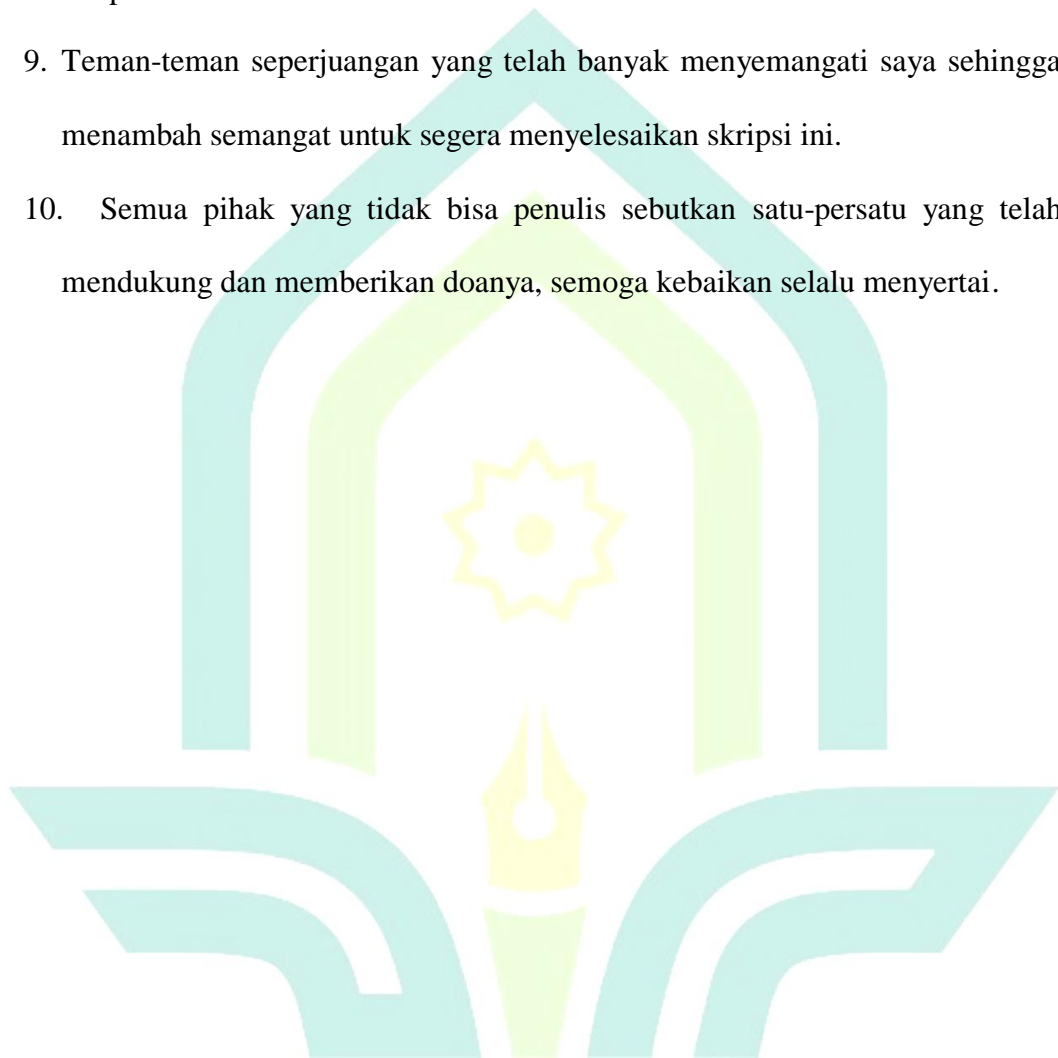 9. Teman-teman seperjuangan yang telah banyak menyemangati saya sehingga
menambah semangat untuk segera menyelesaikan skripsi ini.
10. Semua pihak yang tidak bisa penulis sebutkan satu-persatu yang telah
mendukung dan memberikan doanya, semoga kebaikan selalu menyertai.